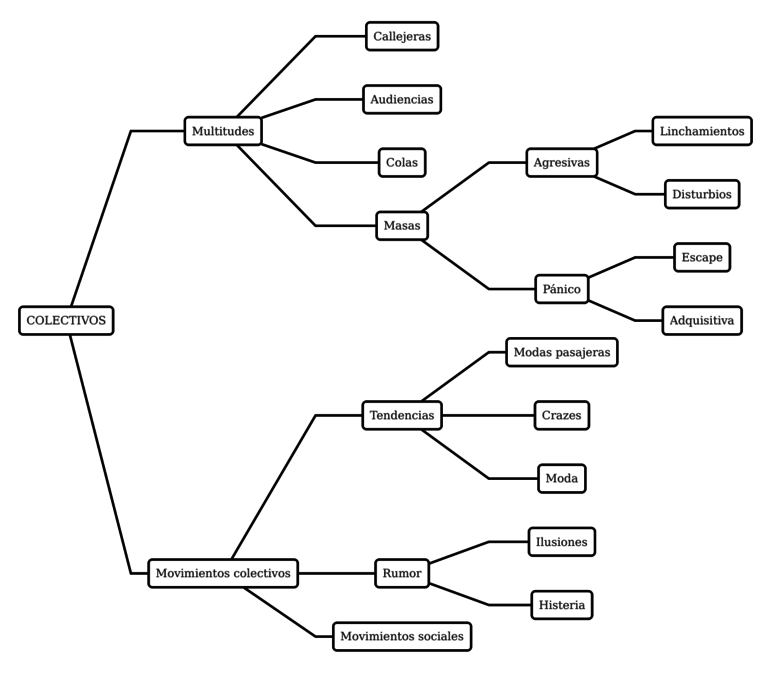 COLECTIVOS
Multitudes
Callejeras
Audiencias
Colas
Masas
Agresivas
Linchamientos
Disturbios
Pánico
Escape
Adquisitiva
Movimientos colectivos
Tendencias
Modas pasajeras
Crazes
Moda
Rumor
Ilusiones
Histeria
Movimientos sociales